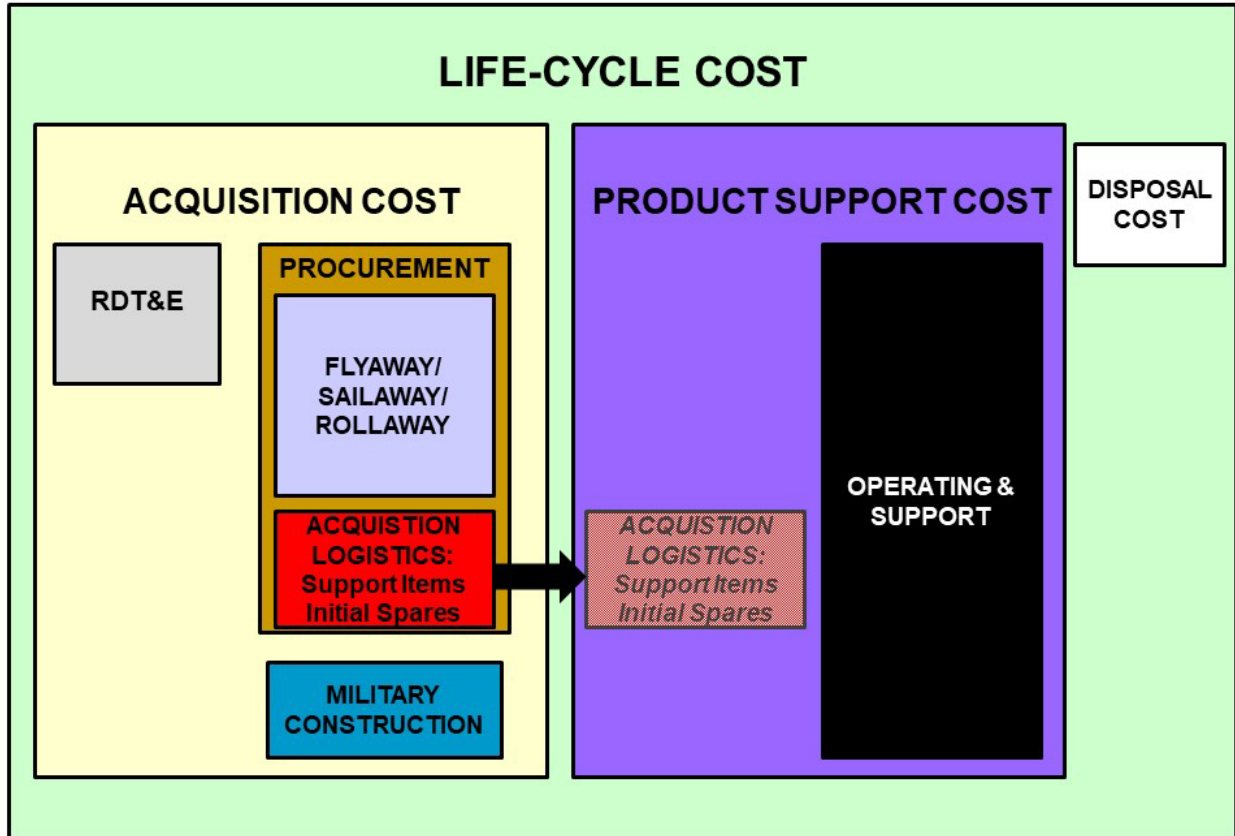 LIFE-CYCLE COST
ACQUISITION COST
RDT&E
PROCUREMENT
FLYAWAY/
SAILAWAY/
ROLLAWAY
ACQUISTION
LOGISTICS:
Support Items
Initial Spares
MILITARY
CONSTRUCTION
PRODUCT SUPPORT COST
ACQUISTION
LOGISTICS:
Support Items
Initial Spares
OPERATING &
SUPPORT
DISPOSAL
COST